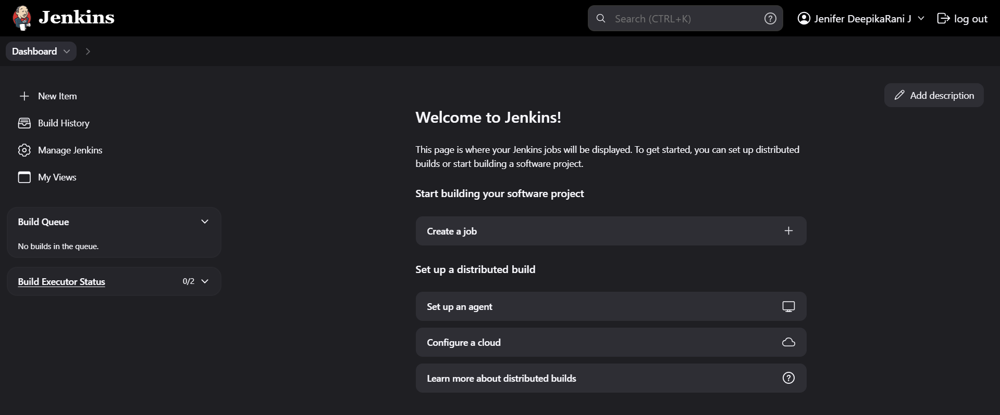 Jenkins
Search (CTRL+K)
Jenifer DeepikaRani J
log out
Dashboard
New Item
Build History
Manage Jenkins
My Views
Build Queue
No builds in the queue.
Build Executor Status
0/2
Add description
Welcome to Jenkins!
This page is where your Jenkins jobs will be displayed. To get started, you can set up distributed
builds or start building a software project.
Start building your software project
Create a job
Set up a distributed build
Set up an agent
Configure a cloud
Learn more about distributed builds